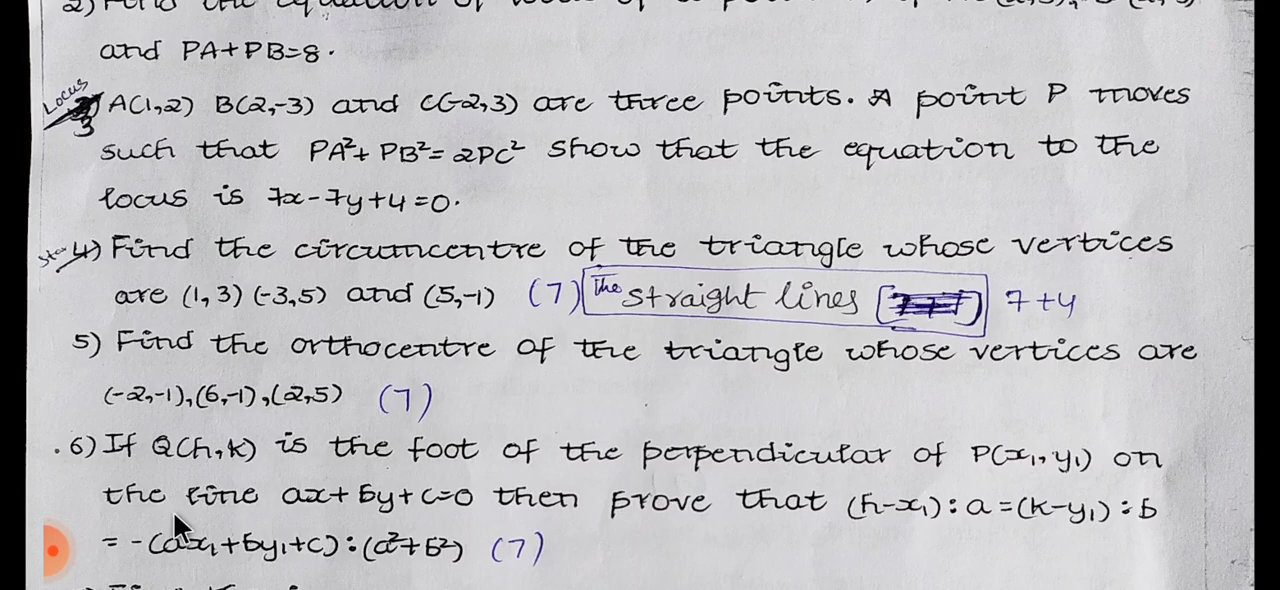 and PA+PB=8.
Locus
3 A(1,2) B(2,-3) and C(-2,3) are three points. A point P moves
such that PA²+ PB²= 2PC² show that the equation to the
locus is 7x-7y+4=0.
4) Find the circumcentre of the triangle whose vertices
are (1,3) (-3,5) and (5,-1) (7) The straight lines 7+4
5) Find the orthocentre of the triangle whose vertices are
(-2,-1),(6,-1),(2,5) (7)
6) If Q(h,k) is the foot of the perpendicular of P(x₁,y₁) on
the line ax+by+c=0 then prove that (h-x₁):a=(k-y₁):b
= -(ax₁+by₁+c):(a²+b²) (7)